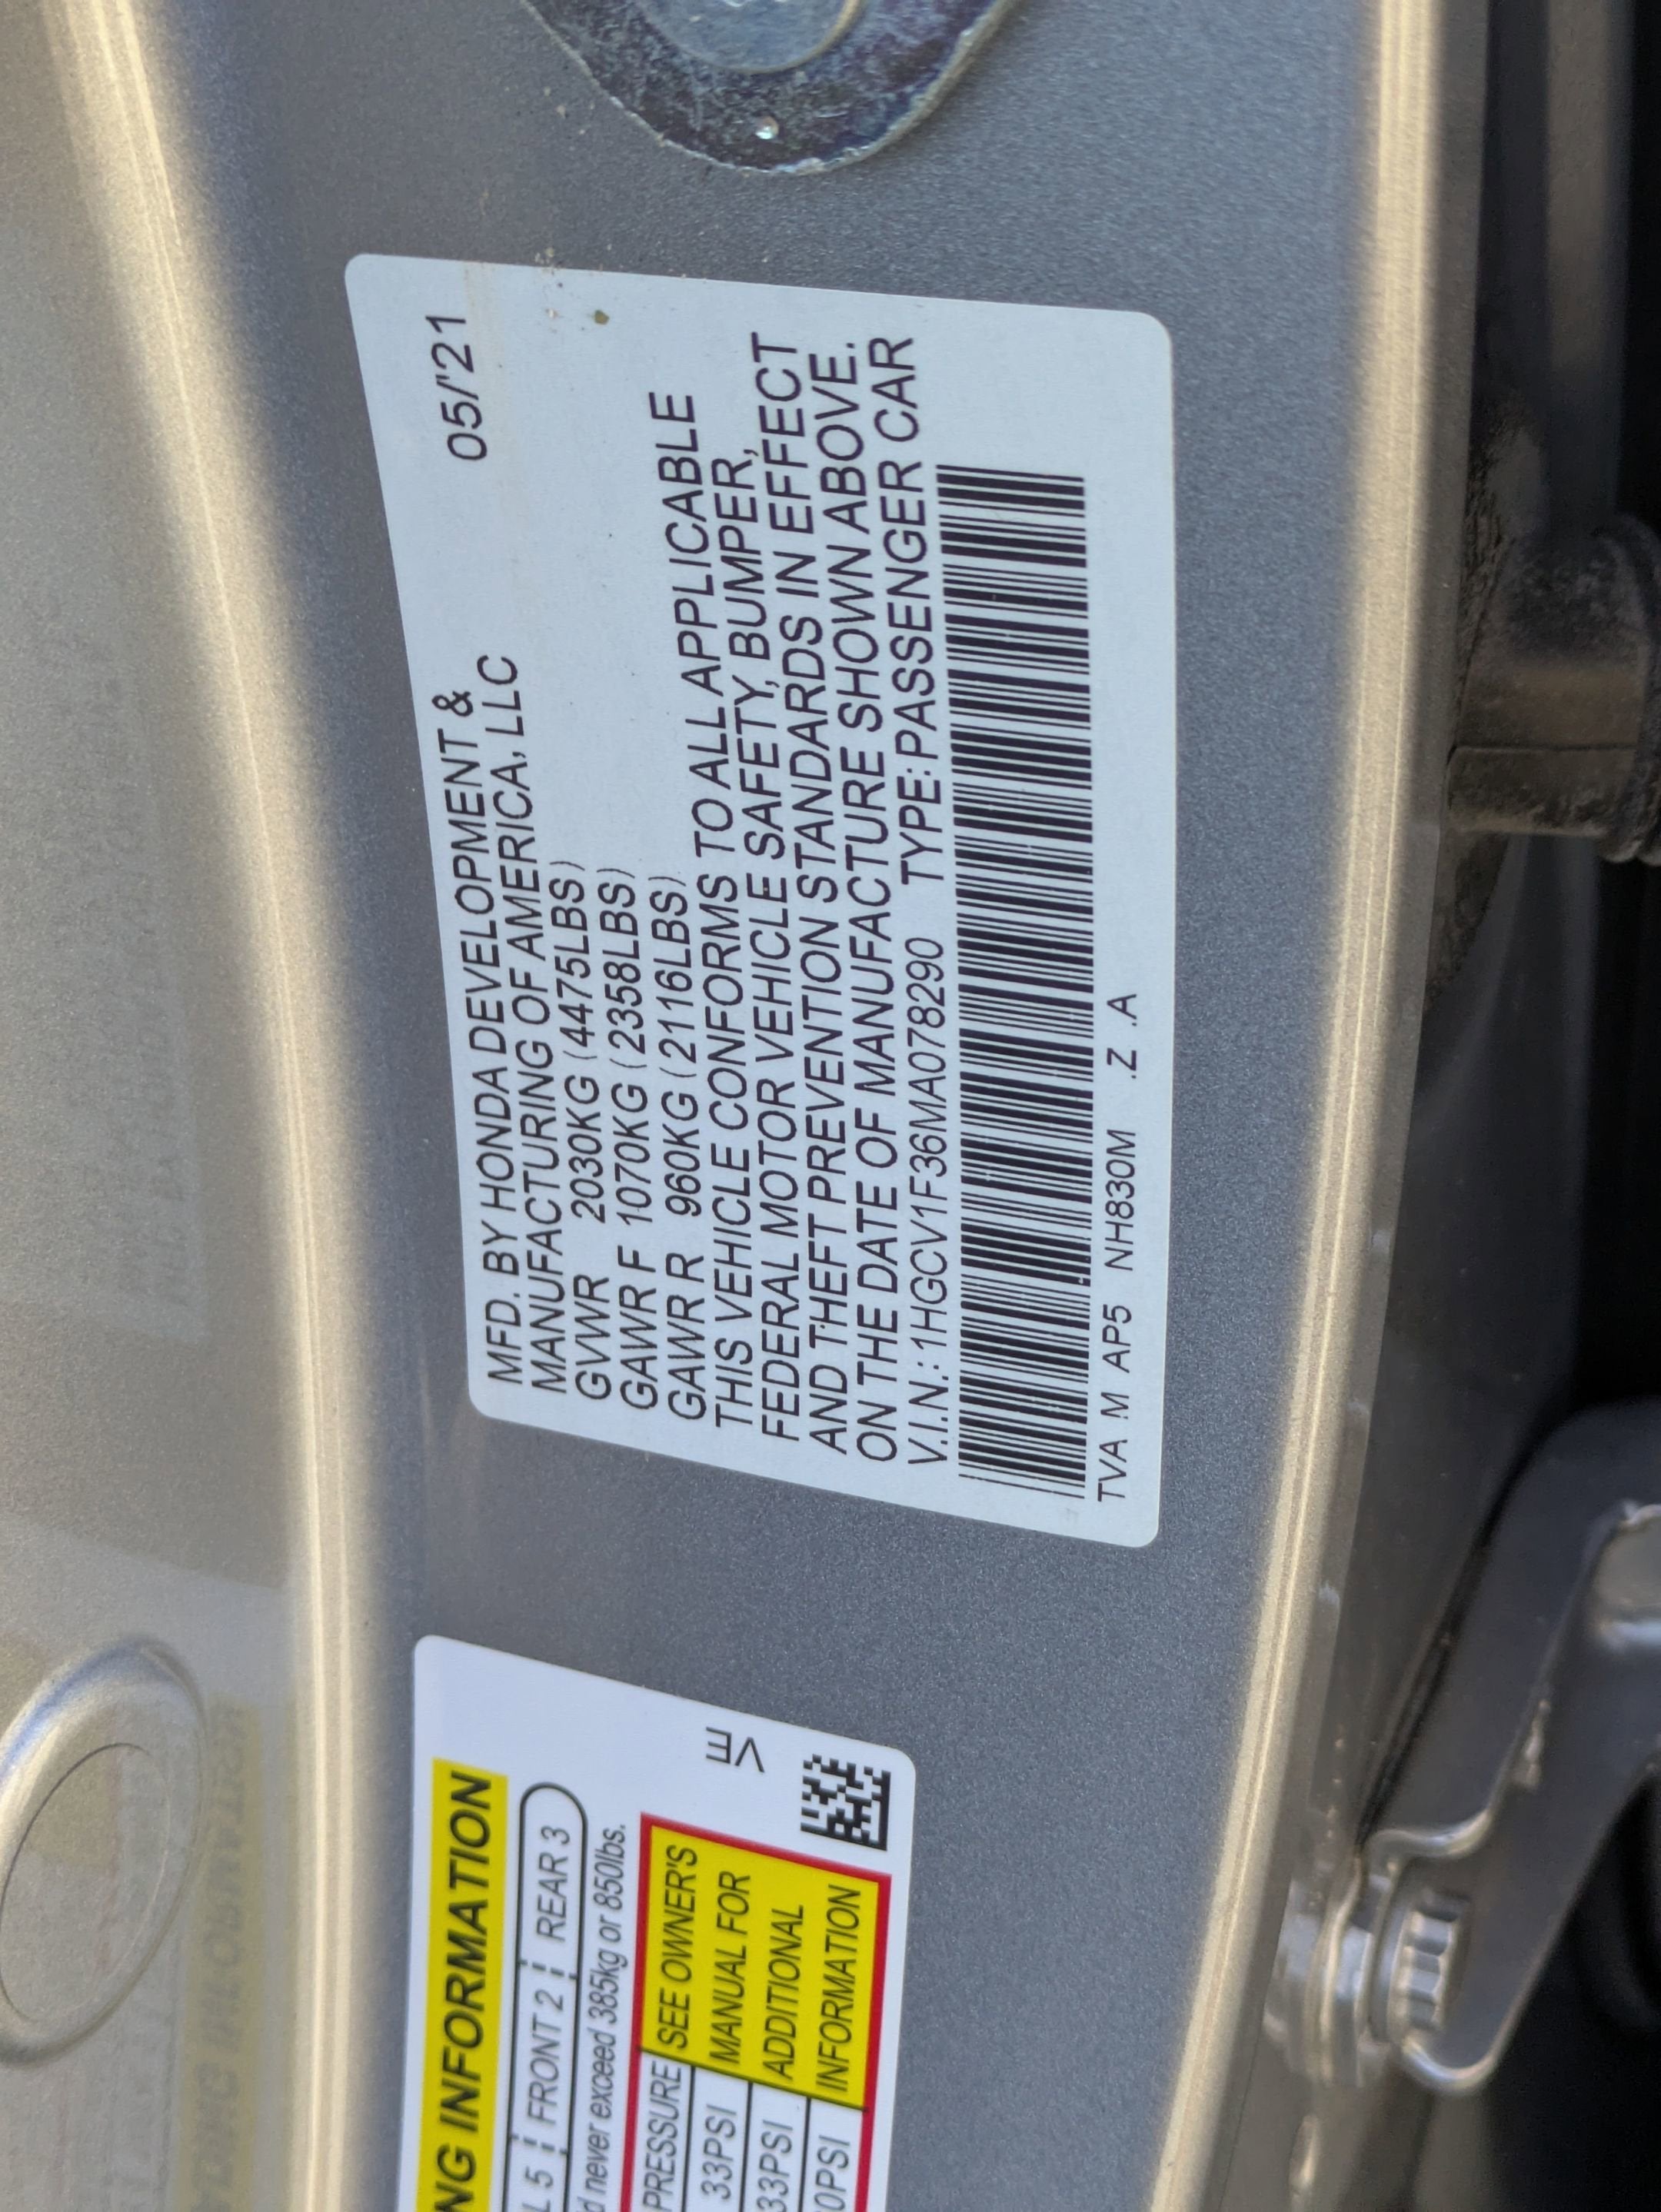 MFD. BY HONDA DEVELOPMENT & 05/'21
MANUFACTURING OF AMERICA, LLC
GVWR 2030KG (4475LBS)
GAWR F 1070KG (2358LBS)
GAWR R 960KG (2116LBS)
THIS VEHICLE CONFORMS TO ALL APPLICABLE
FEDERAL MOTOR VEHICLE SAFETY, BUMPER,
AND THEFT PREVENTION STANDARDS IN EFFECT
ON THE DATE OF MANUFACTURE SHOWN ABOVE.
V.I.N.: 1HGCV1F36MA078290 TYPE: PASSENGER CAR
TVA M AP5 NH830M .Z .A
INFORMATION
5 FRONT 2 REAR 3
never exceed 385kg or 850lbs.
PRESSURE SEE OWNER'S
33PSI MANUAL FOR
33PSI ADDITIONAL
0PSI INFORMATION
VE